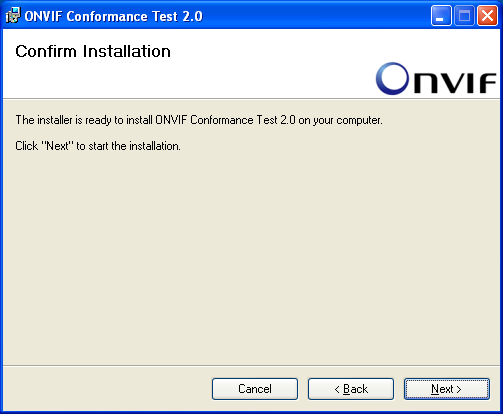 ONVIF Conformance Test 2.0
Confirm Installation
ONVIF
The installer is ready to install ONVIF Conformance Test 2.0 on your computer.
Click "Next" to start the installation.
Cancel
< Back
Next >